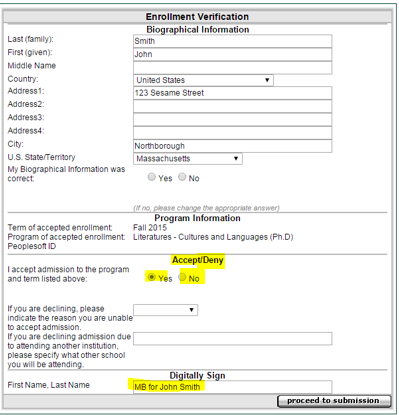 Enrollment Verification
Biographical Information
Last (family): Smith
First (given): John
Middle Name
Country: United States
Address1: 123 Sesame Street
Address2:
Address3:
Address4:
City: Northborough
U.S. State/Territory Massachusetts
My Biographical Information was
correct: Yes No
(If no, please change the appropriate answer)
Program Information
Term of accepted enrollment: Fall 2015
Program of accepted enrollment: Literatures - Cultures and Languages (Ph.D)
Peoplesoft ID
Accept/Deny
I accept admission to the program
and term listed above: Yes No
If you are declining, please
indicate the reason you are unable
to accept admission.
If you are declining admission due
to attending another institution,
please specify what other school
you will be attending.
Digitally Sign
First Name, Last Name MB for John Smith
proceed to submission